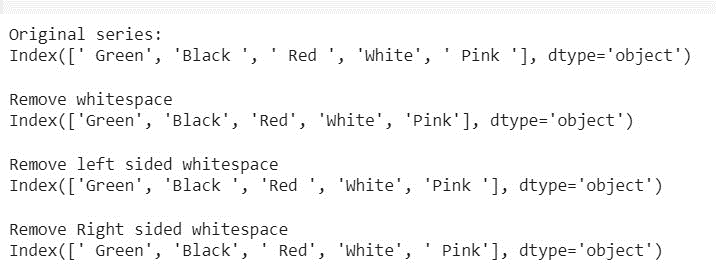 Original series:
Index([' Green', 'Black ', ' Red ', 'White', ' Pink '], dtype='object')
Remove whitespace
Index(['Green', 'Black', 'Red', 'White', 'Pink'], dtype='object')
Remove left sided whitespace
Index(['Green', 'Black ', 'Red ', 'White', 'Pink '], dtype='object')
Remove Right sided whitespace
Index([' Green', 'Black', ' Red', 'White', ' Pink'], dtype='object')